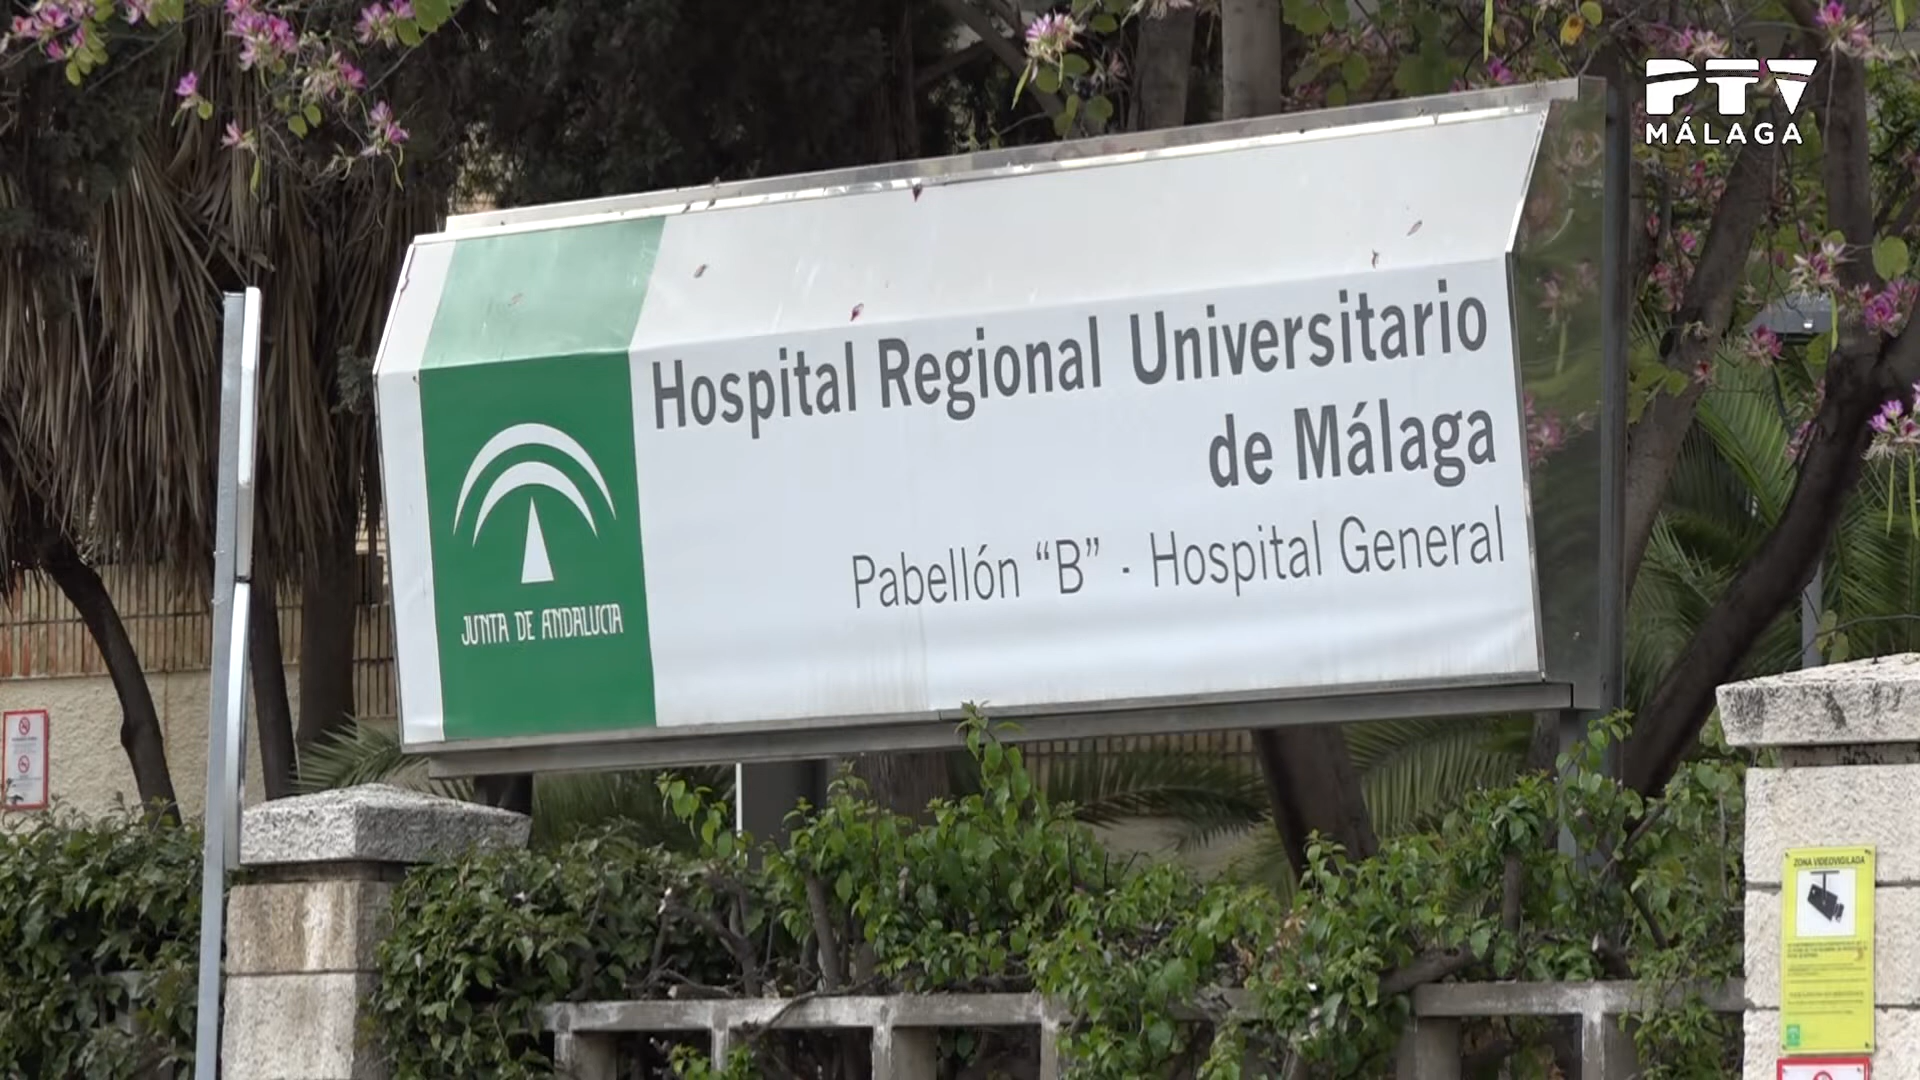 PTV
MÁLAGA
Hospital Regional Universitario
de Málaga
Pabellón “B” · Hospital General
JUNTA DE ANDALUCIA
ZONA VIDEOVIGILADA